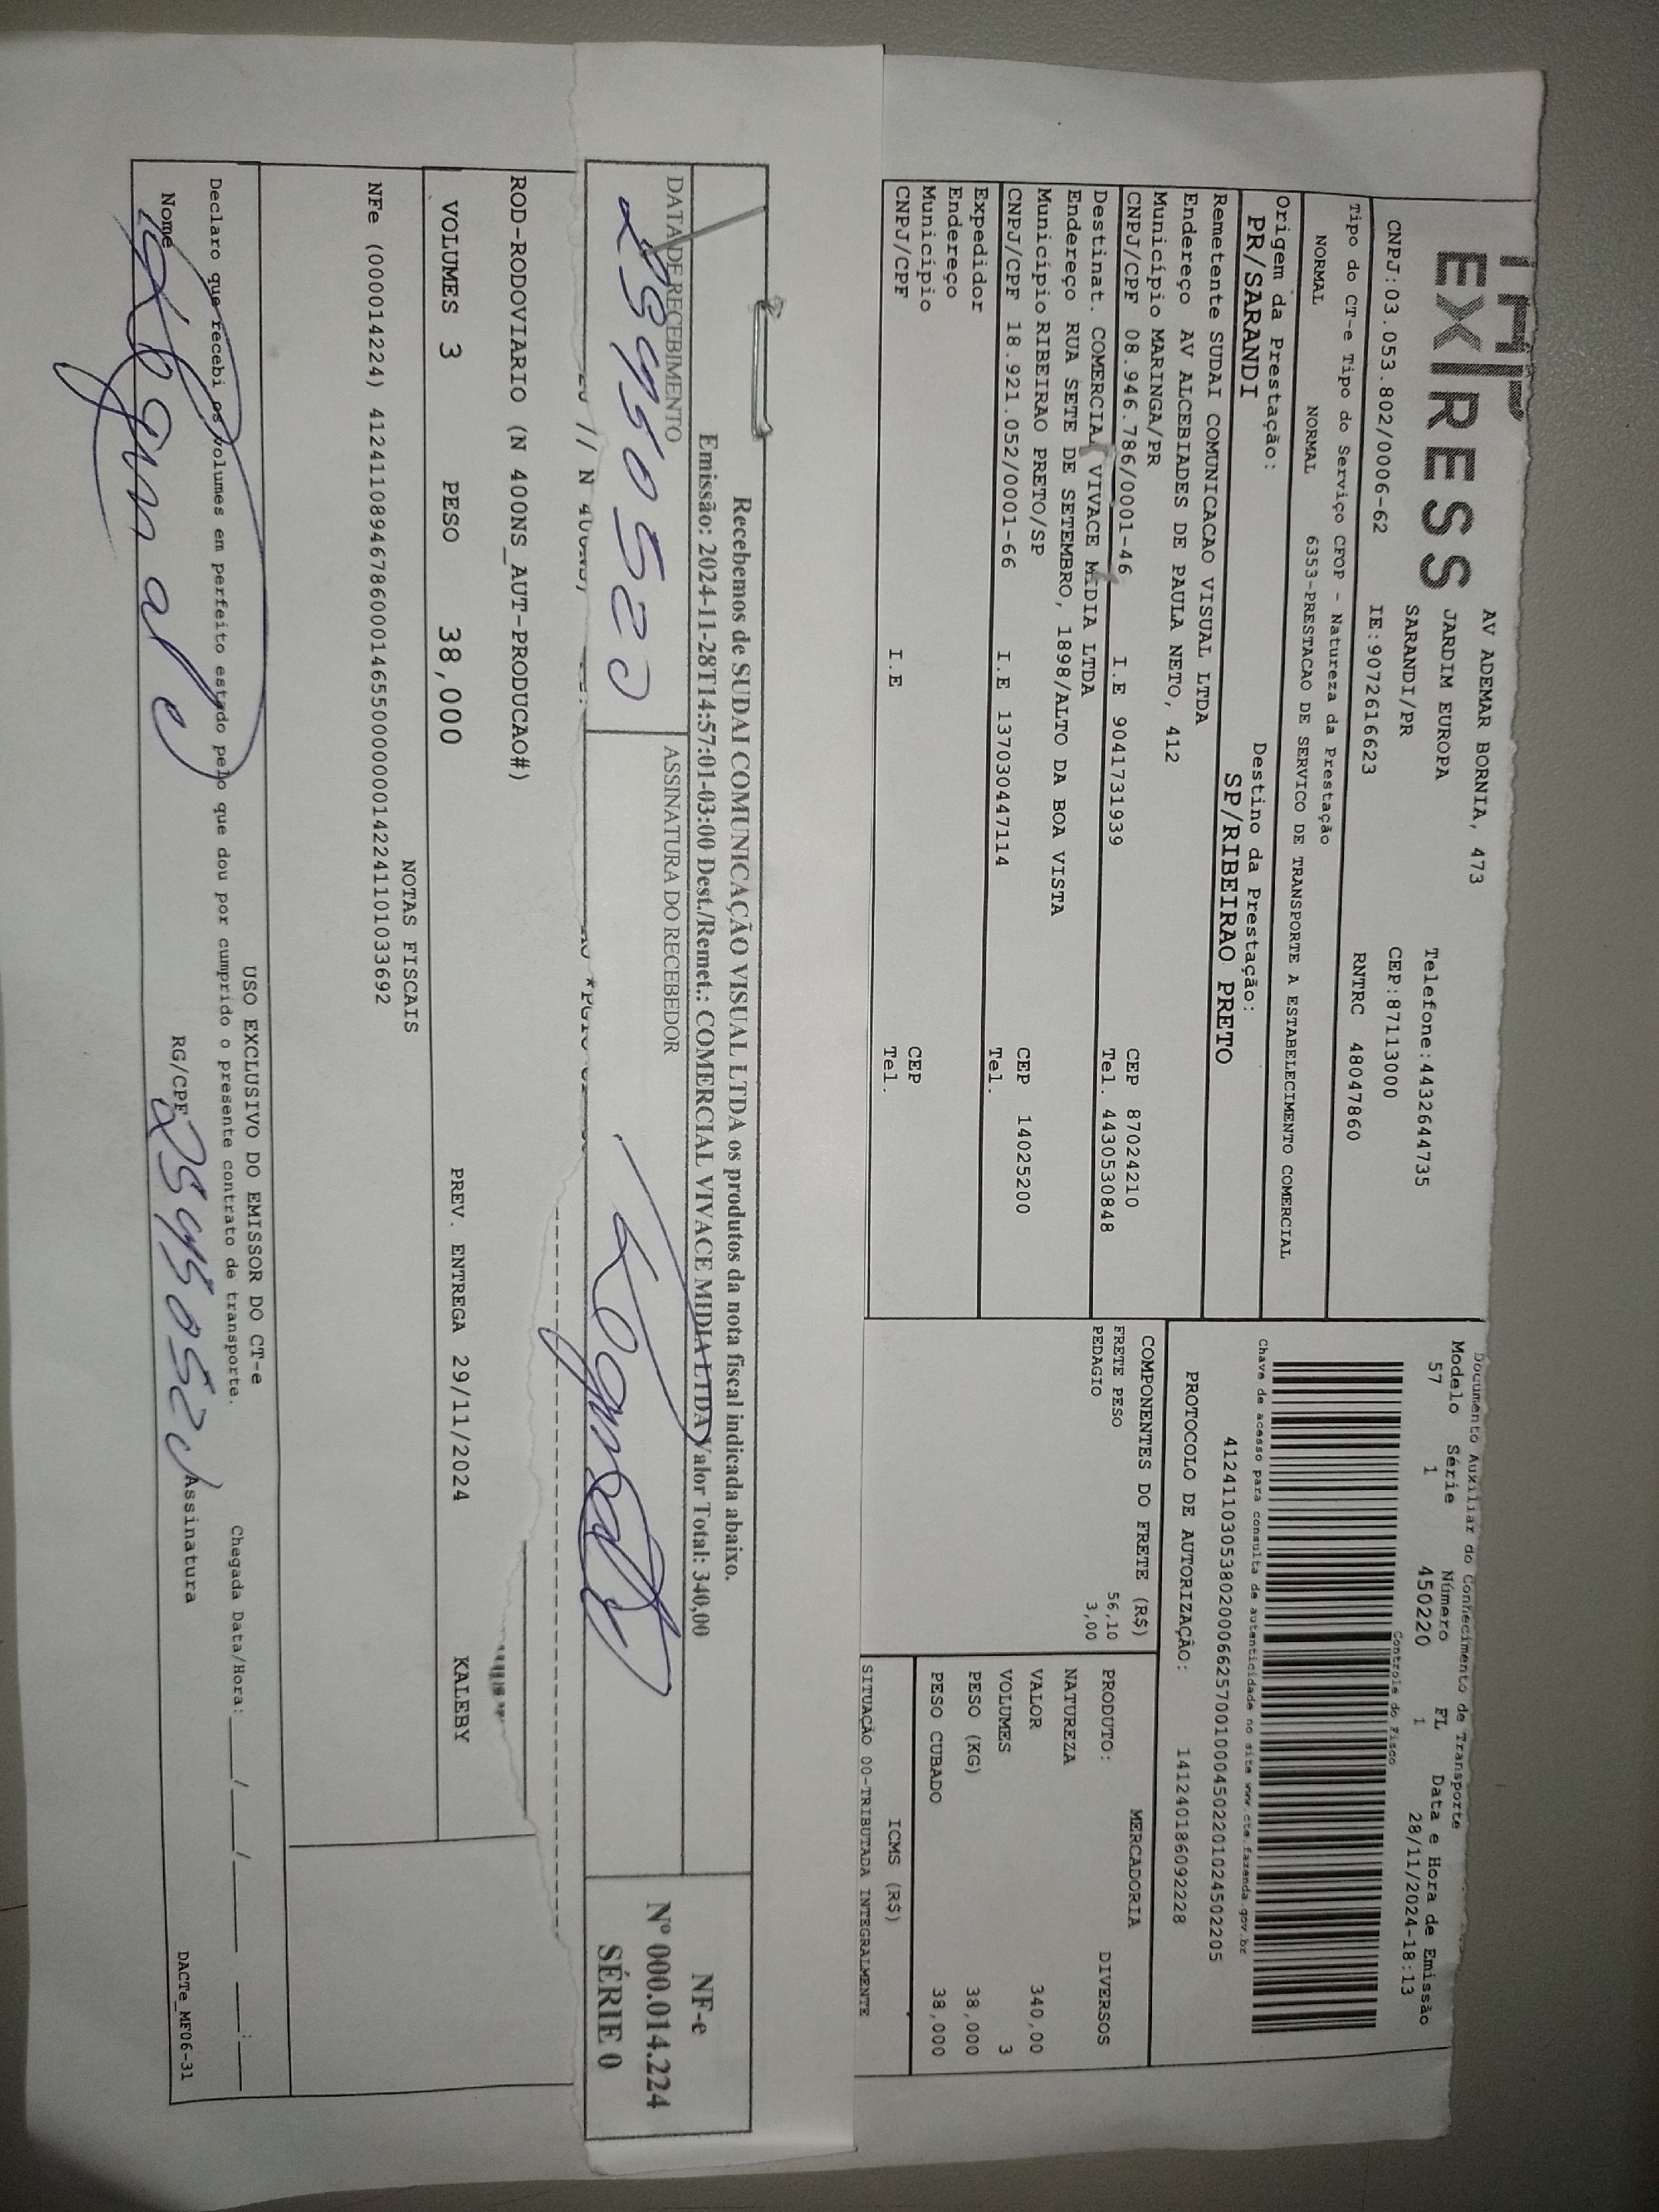 EXPRESS
AV ADEMAR BORNIA, 473
JARDIM EUROPA
SARANDI/PR
Telefone:4432644735
CEP:87113000
CNPJ:03.053.802/0006-62
IE:9072616623
RNTRC 48047860
Documento Auxiliar do Conhecimento de Transporte
Modelo Série Número FL Data e Hora de Emissão
57 1 450220 1 28/11/2024-18:13
Controle do Fisco
Tipo do CT-e Tipo do Serviço CFOP - Natureza da Prestação
NORMAL NORMAL 6353-PRESTACAO DE SERVICO DE TRANSPORTE A ESTABELECIMENTO COMERCIAL
Chave de acesso para consulta de autenticidade no site www.cte.fazenda.gov.br
41241103053802000662570010004502201024502205
Origem da Prestação: Destino da Prestação:
PR/SARANDI SP/RIBEIRAO PRETO
PROTOCOLO DE AUTORIZAÇÃO: 141240186092228
Remetente SUDAI COMUNICACAO VISUAL LTDA
Endereço AV ALCEBIADES DE PAULA NETO, 412
Município MARINGA/PR CEP 87024210
CNPJ/CPF 08.946.786/0001-46 I.E 9041731939 Tel. 4430530848
Destinat. COMERCIAL VIVACE MIDIA LTDA
Endereço RUA SETE DE SETEMBRO, 1898/ALTO DA BOA VISTA
Município RIBEIRAO PRETO/SP CEP 14025200
CNPJ/CPF 18.921.052/0001-66 I.E 137030447114 Tel.
Expedidor
Endereço
Município CEP
CNPJ/CPF I.E Tel.
COMPONENTES DO FRETE (R$)
FRETE PESO 56,10
PEDAGIO 3,00
MERCADORIA
PRODUTO: DIVERSOS
NATUREZA
VALOR 340,00
VOLUMES 3
PESO (KG) 38,000
PESO CUBADO 38,000
ICMS (R$)
SITUAÇÃO 00-TRIBUTADA INTEGRALMENTE
Recebemos de SUDAI COMUNICAÇÃO VISUAL LTDA os produtos da nota fiscal indicada abaixo.
Emissão: 2024-11-28T14:57:01-03:00 Dest./Remet.: COMERCIAL VIVACE MIDIA LTDA Valor Total: 340,00
DATA DE RECEBIMENTO
ASSINATURA DO RECEBEDOR
NF-e
Nº 000.014.224
SÉRIE 0
ROD-RODOVIARIO (N 400NS_AUT-PRODUCAO#)
VOLUMES 3 PESO 38,000 PREV. ENTREGA 29/11/2024 KALEBY
NOTAS FISCAIS
NFe (000014224) 41241108946786000146550000000142241101033692
USO EXCLUSIVO DO EMISSOR DO CT-e
Declaro que recebi os volumes em perfeito estado pelo que dou por cumprido o presente contrato de transporte.
Chegada Data/Hora:____/____/____ ____:____
Nome RG/CPF Assinatura
DACTe_MF06-31